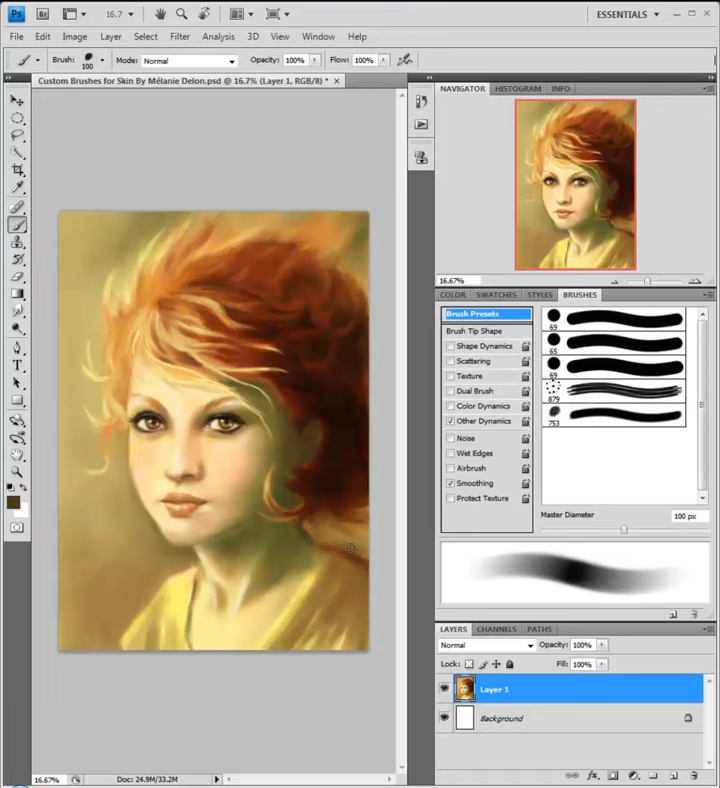 Ps Br 16.7 ESSENTIALS
File Edit Image Layer Select Filter Analysis 3D View Window Help
Brush: 100 Mode: Normal Opacity: 100% Flow: 100%
Custom Brushes for Skin By Mélanie Delon.psd @ 16.7% (Layer 1, RGB/8) *
NAVIGATOR HISTOGRAM INFO
16.67%
COLOR SWATCHES STYLES BRUSHES
Brush Presets
Brush Tip Shape
Shape Dynamics
Scattering
Texture
Dual Brush
Color Dynamics
Other Dynamics
Noise
Wet Edges
Airbrush
Smoothing
Protect Texture
69
65
69
879
753
Master Diameter 100 px
LAYERS CHANNELS PATHS
Normal Opacity: 100%
Lock: Fill: 100%
Layer 1
Background
16.67% Doc: 24.9M/33.2M